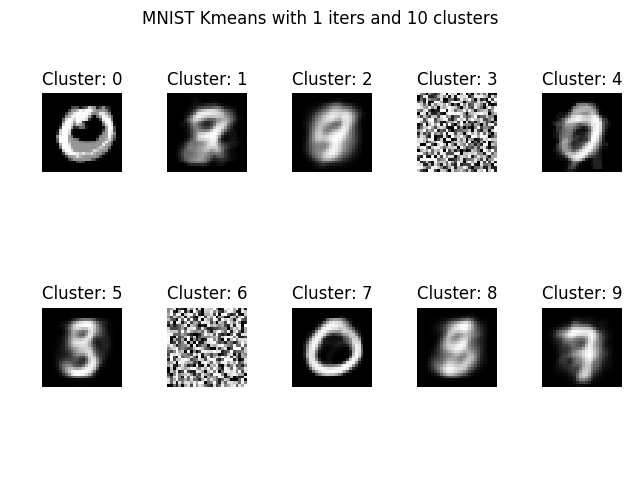 MNIST Kmeans with 1 iters and 10 clusters
Cluster: 0 Cluster: 1 Cluster: 2 Cluster: 3 Cluster: 4
Cluster: 5 Cluster: 6 Cluster: 7 Cluster: 8 Cluster: 9